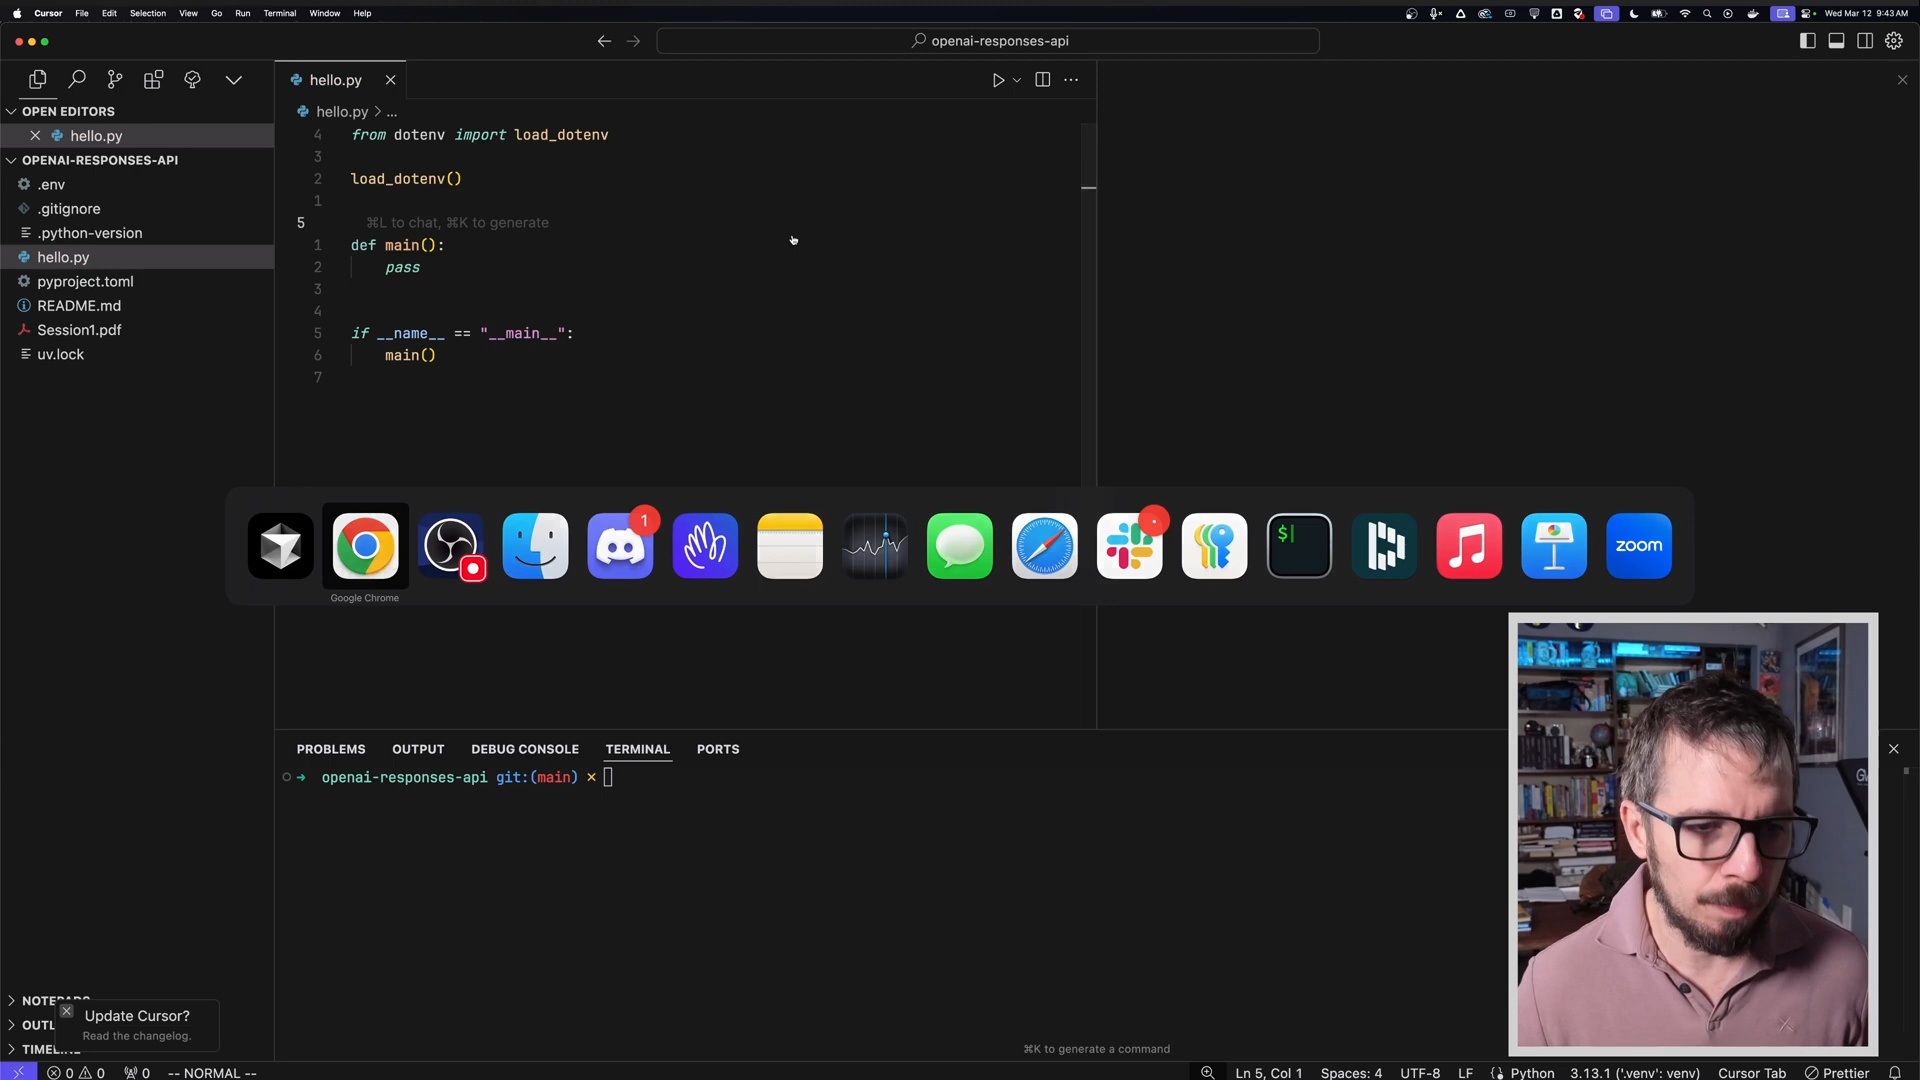 Cursor File Edit Selection View Go Run Terminal Window Help
Wed Mar 12 9:43 AM
openai-responses-api
hello.py
OPEN EDITORS
hello.py
OPENAI-RESPONSES-API
.env
.gitignore
.python-version
hello.py
pyproject.toml
README.md
Session1.pdf
uv.lock
hello.py > ...
4 from dotenv import load_dotenv
3
2 load_dotenv()
1
5 ⌘L to chat, ⌘K to generate
1 def main():
2 pass
3
4
5 if __name__ == "__main__":
6 main()
7
1
$
zoom
Google Chrome
PROBLEMS OUTPUT DEBUG CONSOLE TERMINAL PORTS
openai-responses-api git:(main) ×
NOTEPADS
OUTL
TIMELINE
Update Cursor?
Read the changelog.
⌘K to generate a command
0 0 0 -- NORMAL --
Ln 5, Col 1 Spaces: 4 UTF-8 LF Python 3.13.1 ('.venv': venv) Cursor Tab Prettier